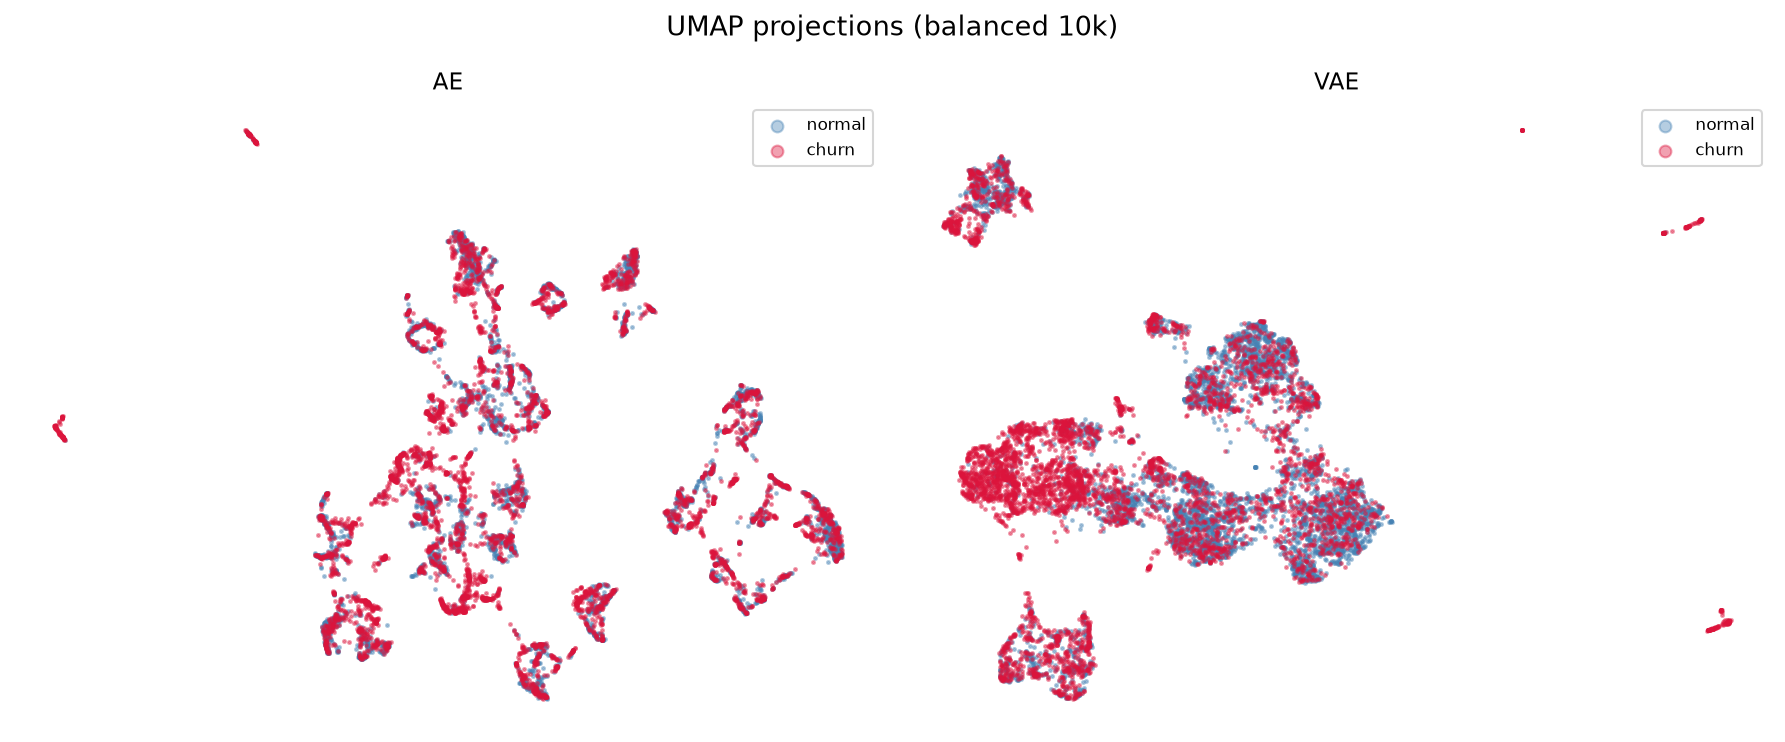 UMAP projections (balanced 10k)
AE
normal
churn
VAE
normal
churn